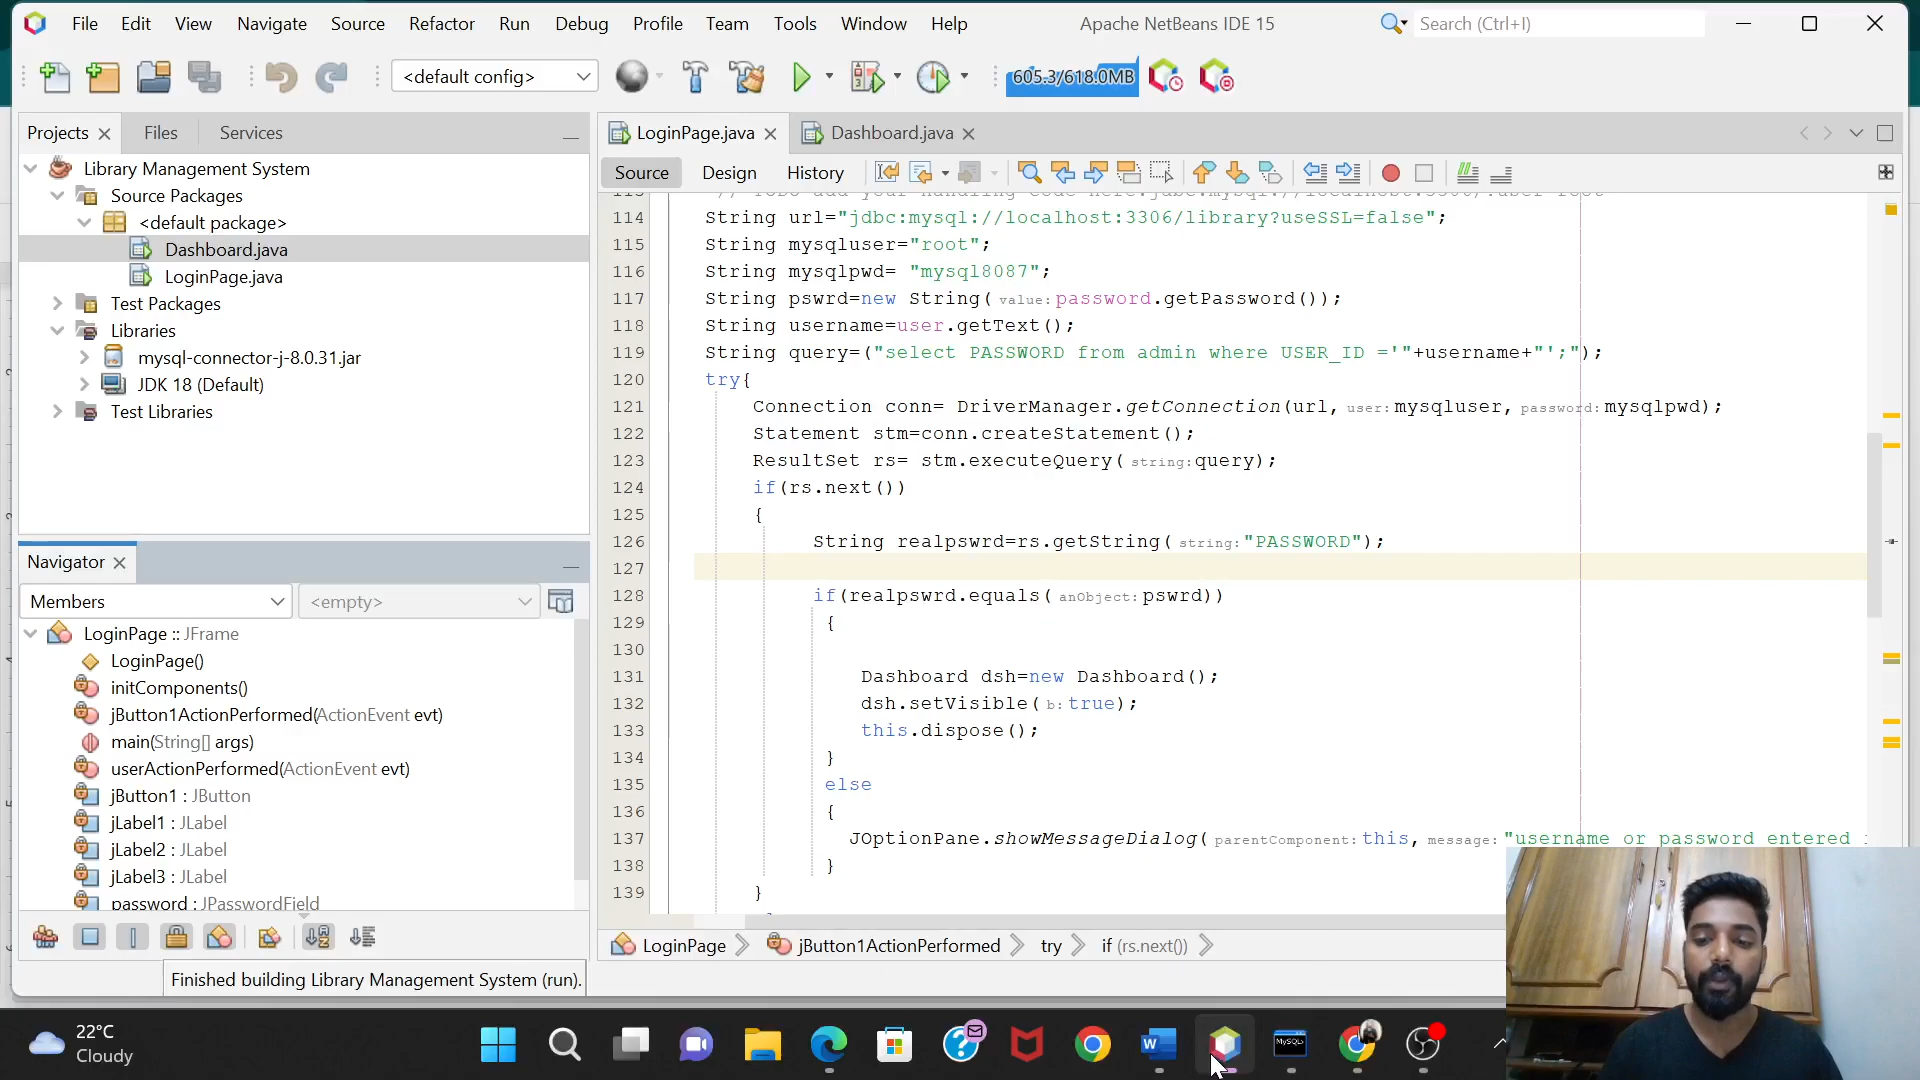 File Edit View Navigate Source Refactor Run Debug Profile Team Tools Window Help
Apache NetBeans IDE 15
Search (Ctrl+I)
<default config>
605.3/618.0MB
Projects Files Services
LoginPage.java Dashboard.java
Source Design History
Library Management System
Source Packages
<default package>
Dashboard.java
LoginPage.java
Test Packages
Libraries
mysql-connector-j-8.0.31.jar
JDK 18 (Default)
Test Libraries
Navigator
Members
<empty>
LoginPage :: JFrame
LoginPage()
initComponents()
jButton1ActionPerformed(ActionEvent evt)
main(String[] args)
userActionPerformed(ActionEvent evt)
jButton1 : JButton
jLabel1 : JLabel
jLabel2 : JLabel
jLabel3 : JLabel
password : JPasswordField
Finished building Library Management System (run).
114 String url="jdbc:mysql://localhost:3306/library?useSSL=false";
115 String mysqluser="root";
116 String mysqlpwd= "mysql8087";
117 String pswrd=new String( value: password.getPassword());
118 String username=user.getText();
119 String query=("select PASSWORD from admin where USER_ID ='"+username+"';");
120 try{
121 Connection conn= DriverManager.getConnection(url, user: mysqluser, password: mysqlpwd);
122 Statement stm=conn.createStatement();
123 ResultSet rs= stm.executeQuery( string: query);
124 if(rs.next())
125 {
126 String realpswrd=rs.getString( string: "PASSWORD");
127
128 if(realpswrd.equals( anObject: pswrd))
129 {
130
131 Dashboard dsh=new Dashboard();
132 dsh.setVisible( b: true);
133 this.dispose();
134 }
135 else
136 {
137 JOptionPane.showMessageDialog( parentComponent: this, message: "username or password entered
138 }
139 }
LoginPage jButton1ActionPerformed try if (rs.next())
22°C
Cloudy
W
MySQL